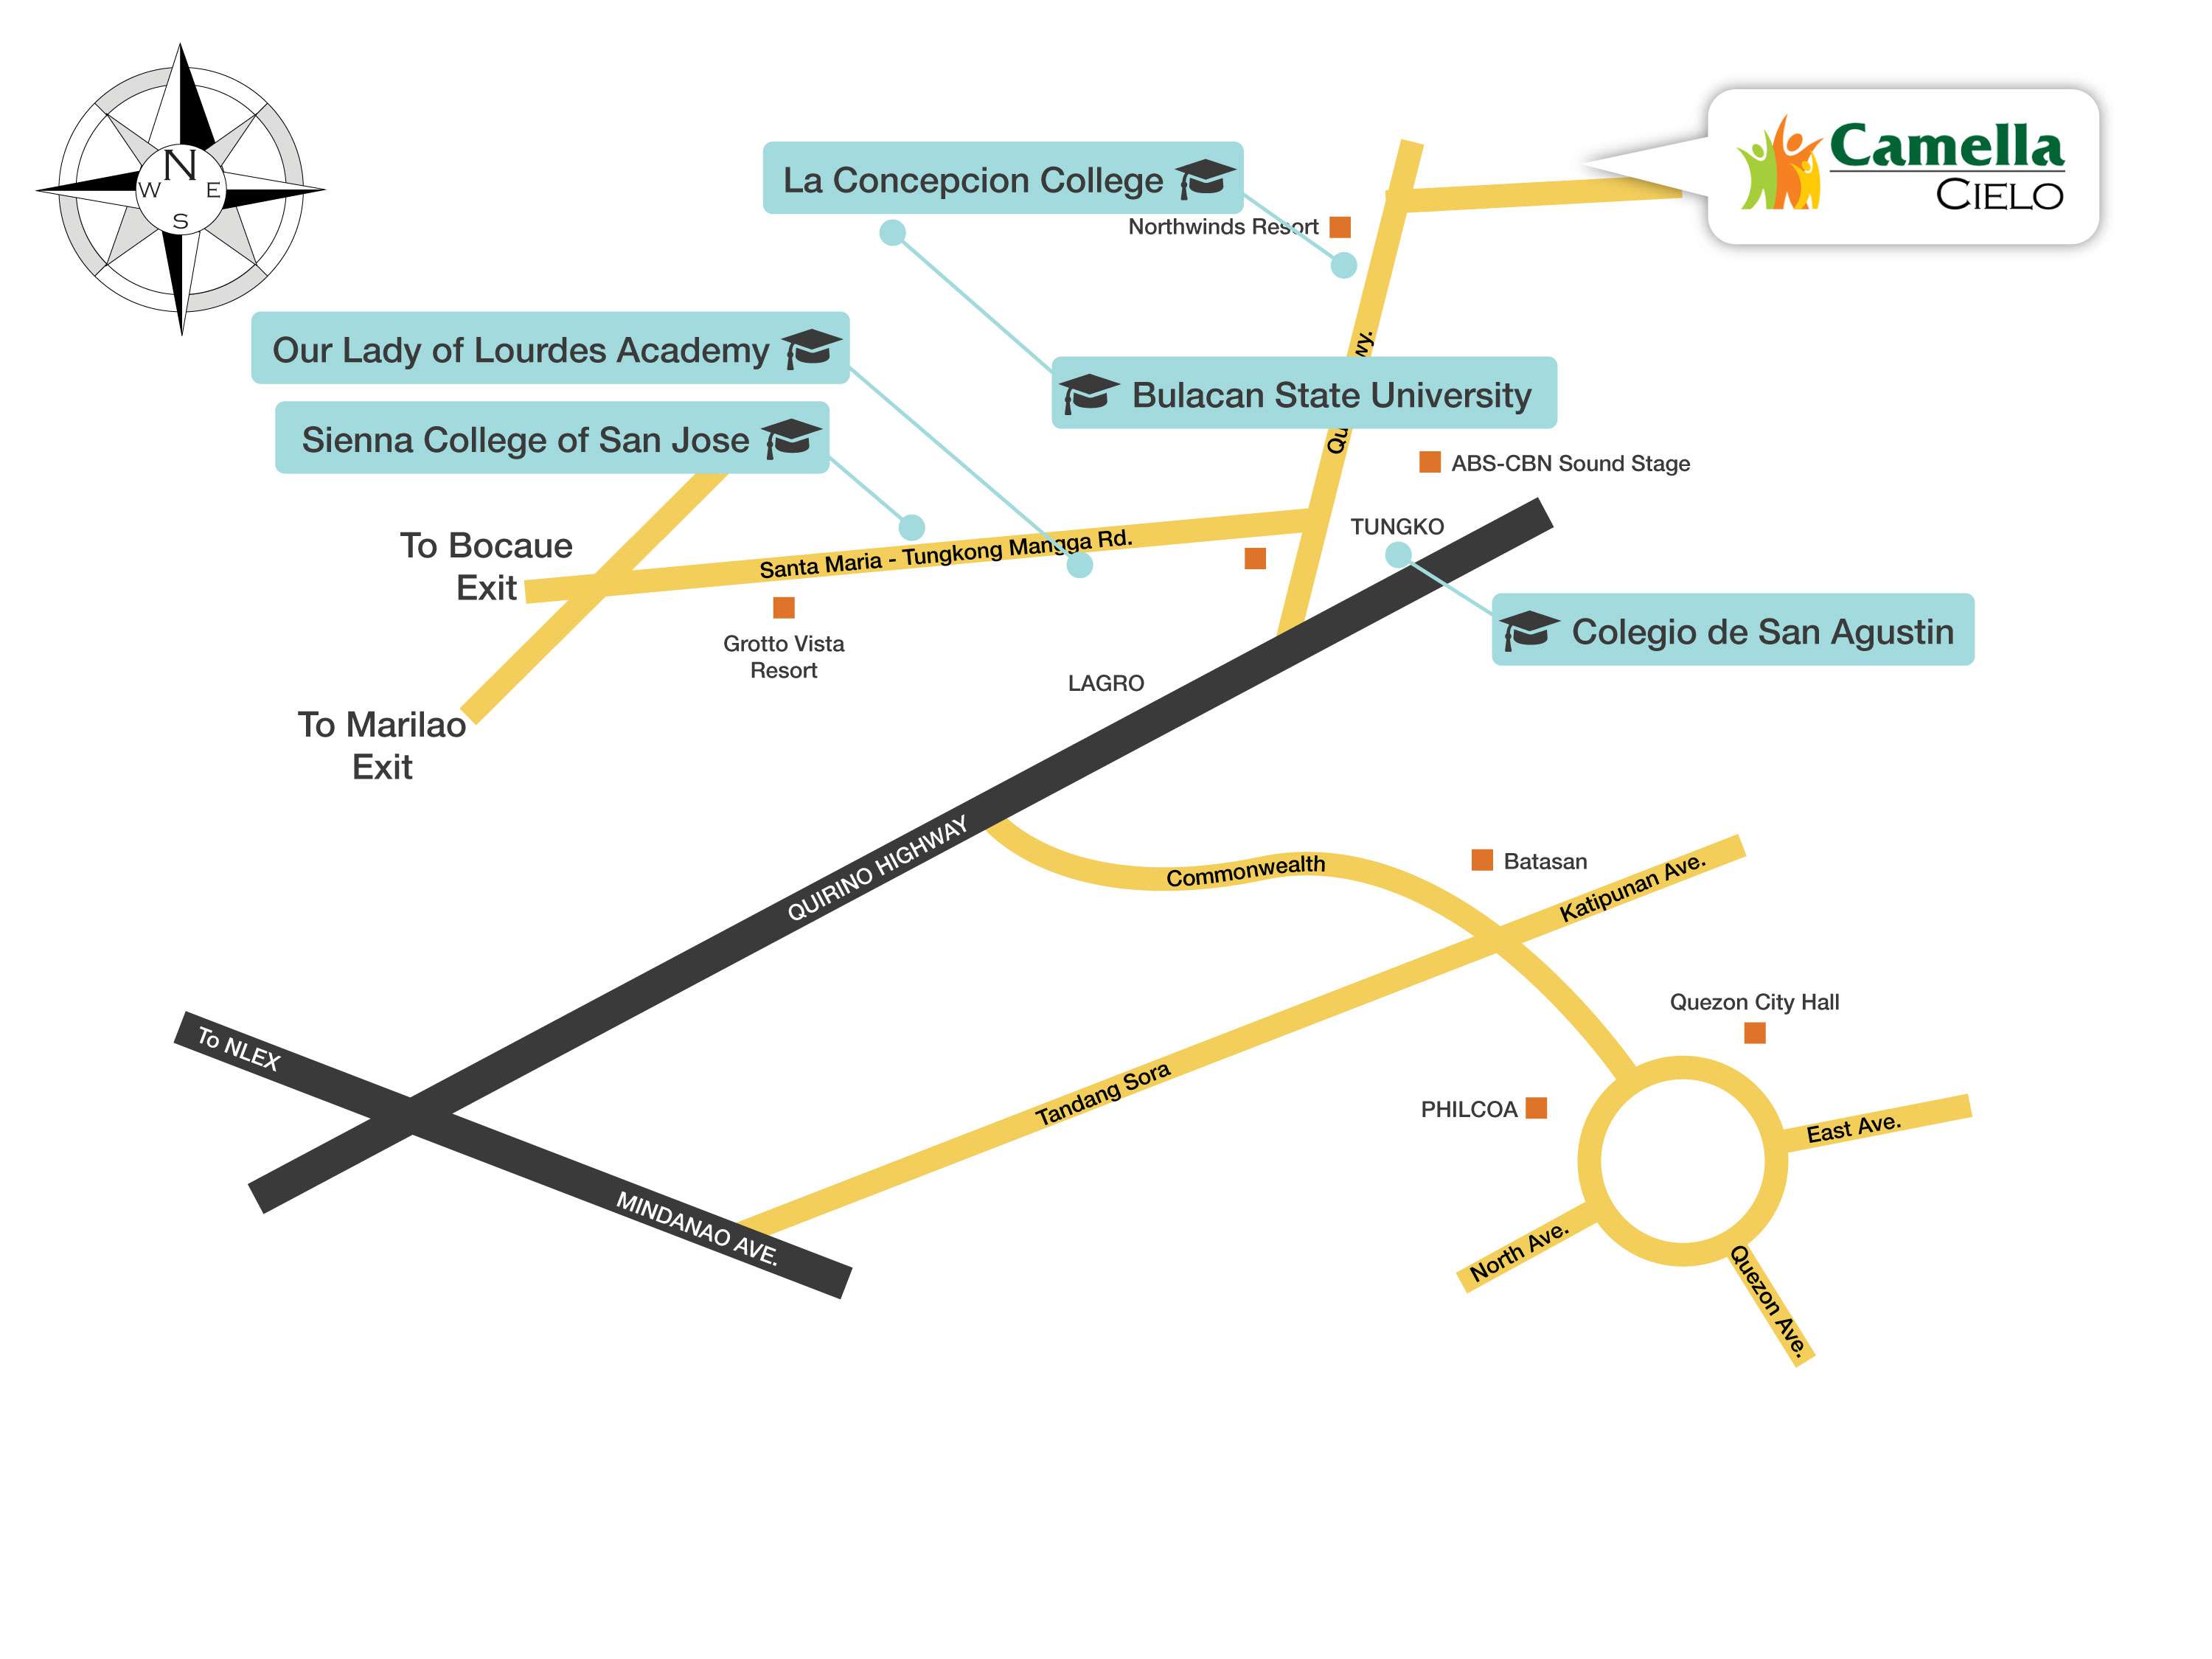 N
W E
S
Camella
CIELO
La Concepcion College
Northwinds Resort
Our Lady of Lourdes Academy
Bulacan State University
Sienna College of San Jose
ABS-CBN Sound Stage
To Bocaue
Exit
Santa Maria - Tungkong Mangga Rd.
TUNGKO
Grotto Vista
Resort
Colegio de San Agustin
LAGRO
To Marilao
Exit
QUIRINO HIGHWAY
Commonwealth
Batasan
Katipunan Ave.
Quezon City Hall
To NLEX
Tandang Sora
PHILCOA
East Ave.
MINDANAO AVE.
North Ave.
Quezon Ave.